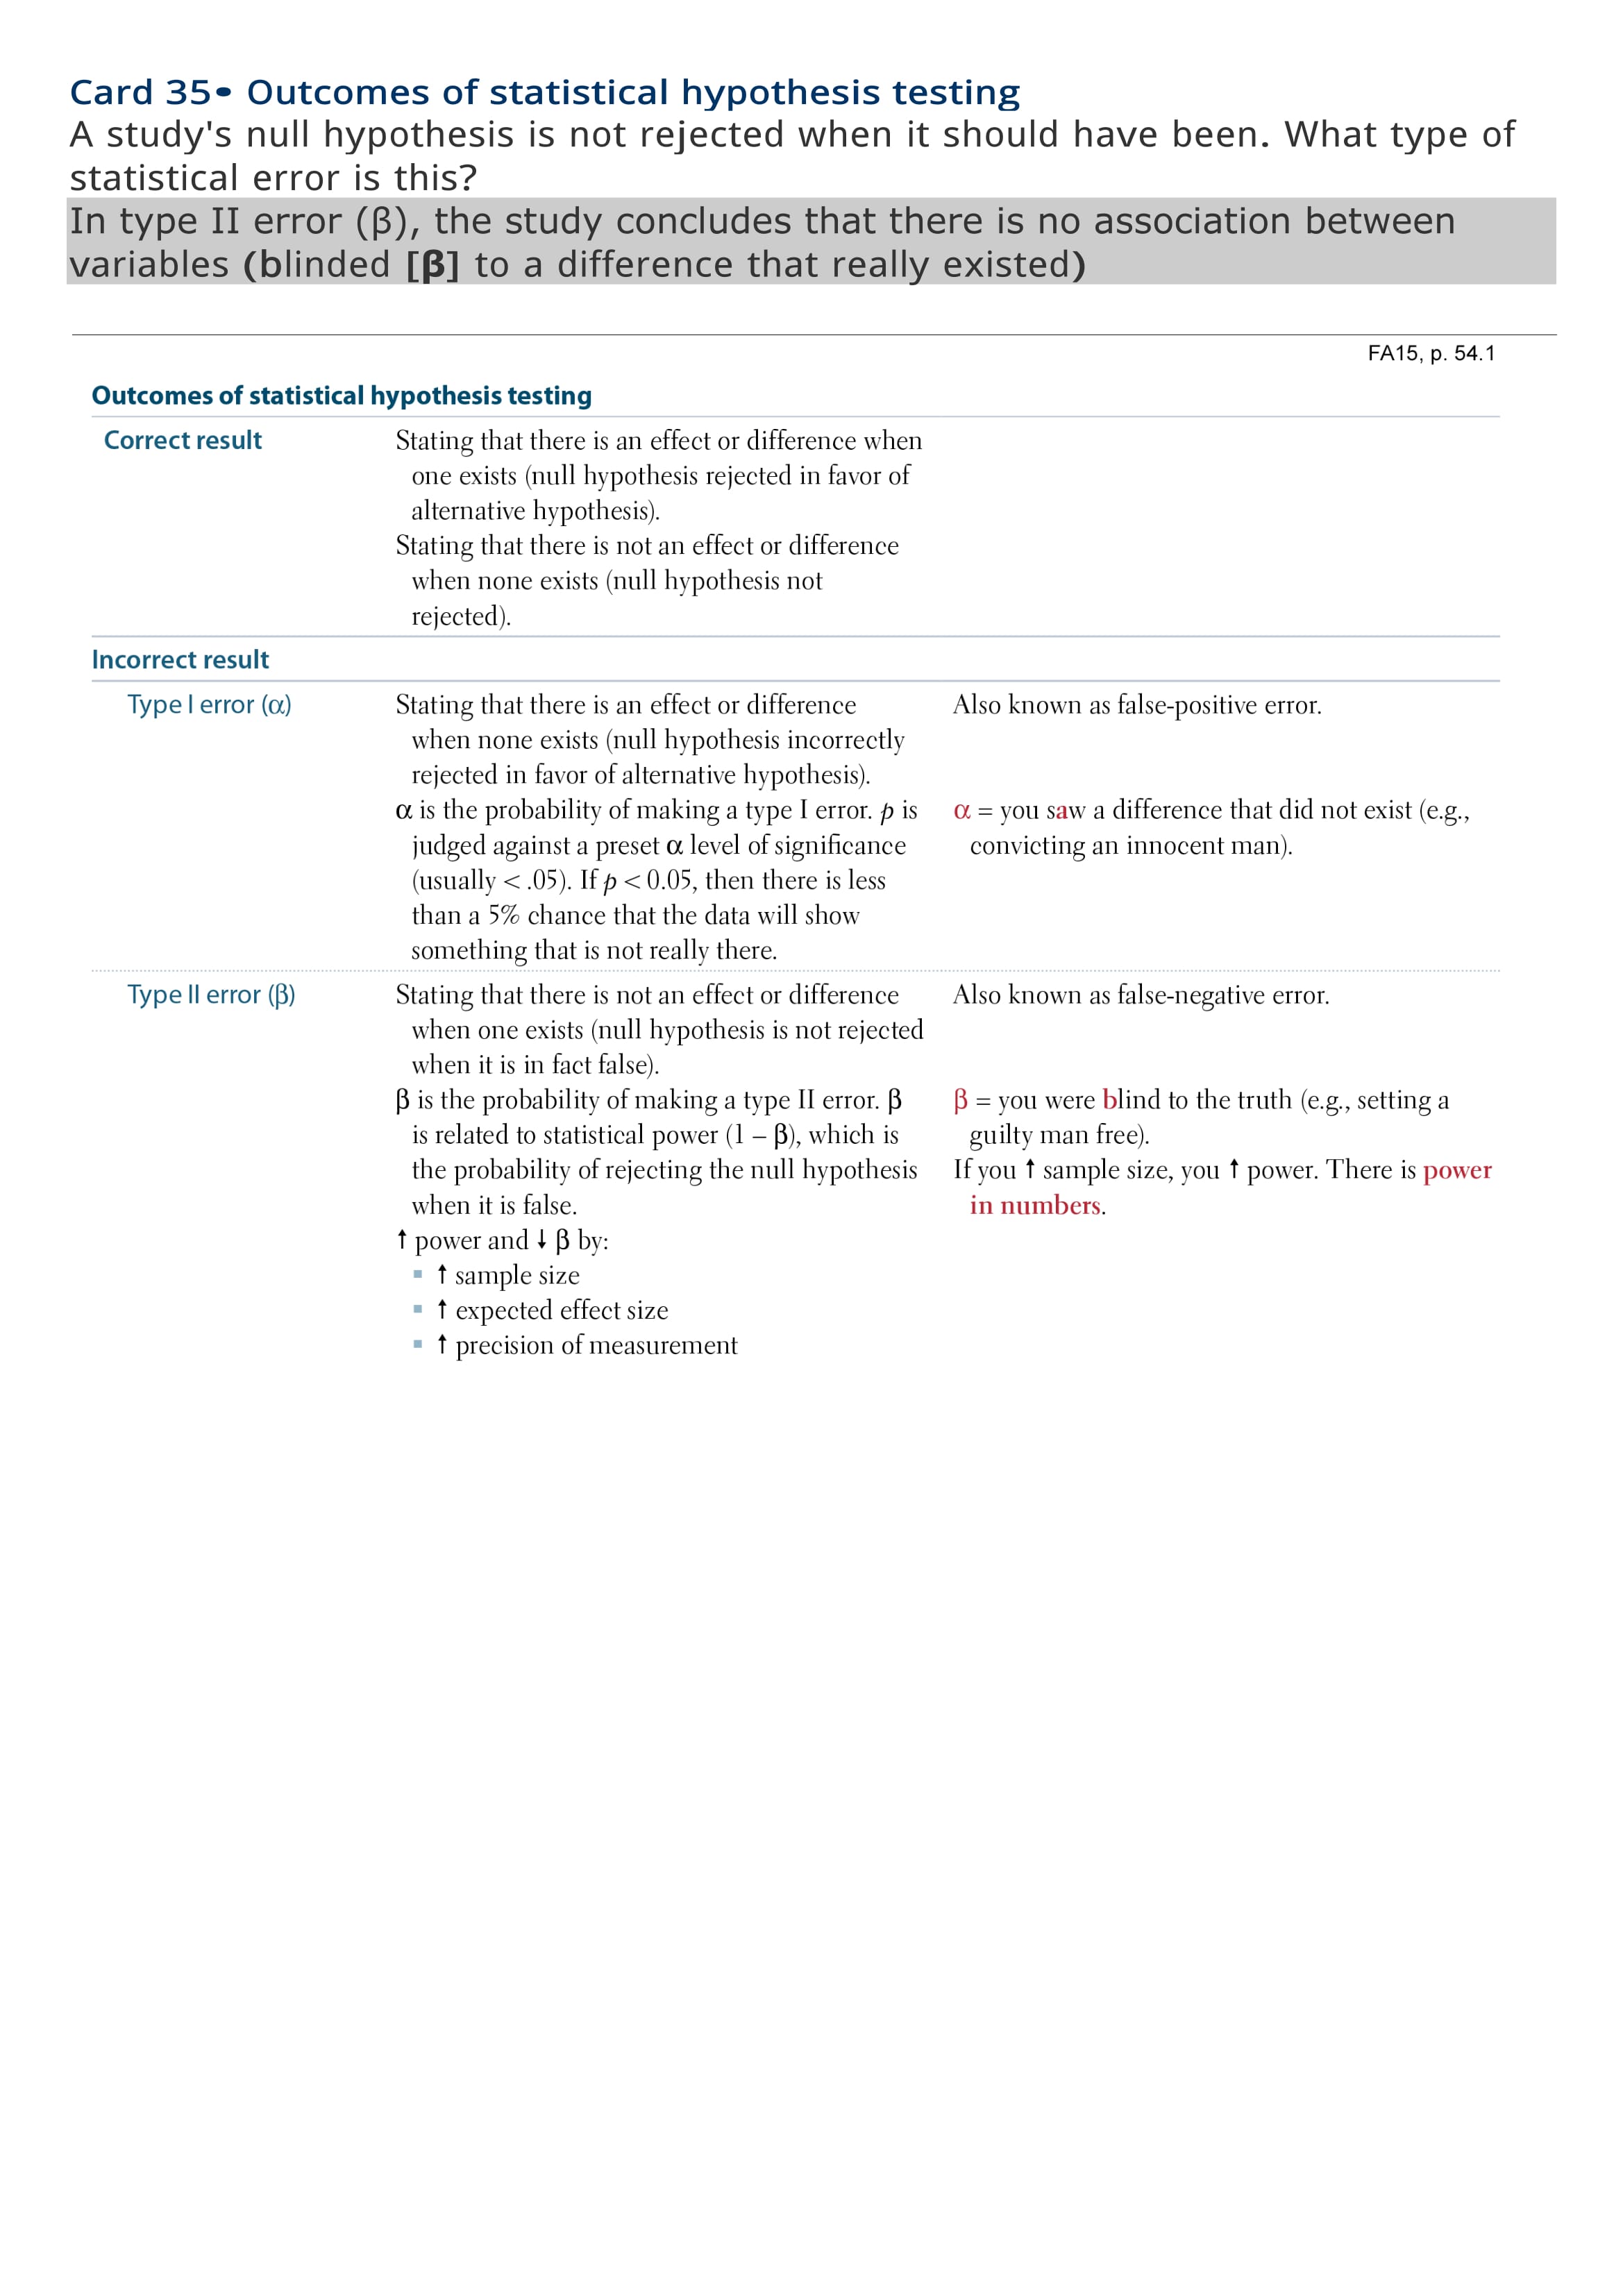 Card 35• Outcomes of statistical hypothesis testing
A study's null hypothesis is not rejected when it should have been. What type of
statistical error is this?
In type II error (β), the study concludes that there is no association between
variables (blinded [β] to a difference that really existed)
FA15, p. 54.1
Outcomes of statistical hypothesis testing
Correct result
Stating that there is an effect or difference when
one exists (null hypothesis rejected in favor of
alternative hypothesis).
Stating that there is not an effect or difference
when none exists (null hypothesis not
rejected).
Incorrect result
Type I error (α)
Stating that there is an effect or difference
when none exists (null hypothesis incorrectly
rejected in favor of alternative hypothesis).
α is the probability of making a type I error. p is
judged against a preset α level of significance
(usually < .05). If p < 0.05, then there is less
than a 5% chance that the data will show
something that is not really there.
Also known as false-positive error.
α = you saw a difference that did not exist (e.g.,
convicting an innocent man).
Type II error (β)
Stating that there is not an effect or difference
when one exists (null hypothesis is not rejected
when it is in fact false).
β is the probability of making a type II error. β
is related to statistical power (1 – β), which is
the probability of rejecting the null hypothesis
when it is false.
↑ power and ↓ β by:
▪ ↑ sample size
▪ ↑ expected effect size
▪ ↑ precision of measurement
Also known as false-negative error.
β = you were blind to the truth (e.g., setting a
guilty man free).
If you ↑ sample size, you ↑ power. There is power
in numbers.